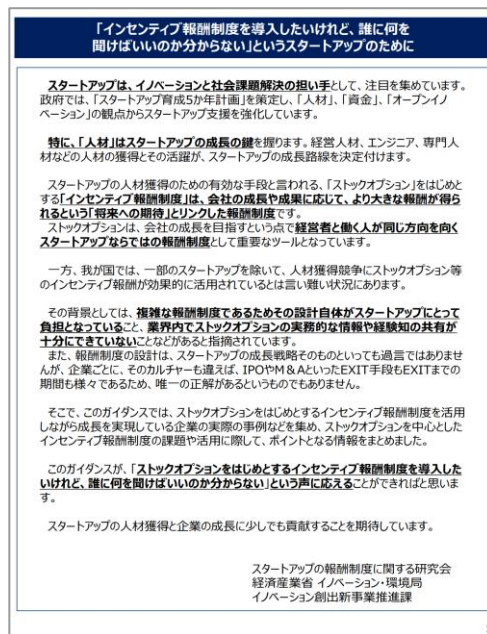 「インセンティブ報酬制度を導入したいけれど、誰に何を
聞けばいいのか分からない」というスタートアップのために
スタートアップは、イノベーションと社会課題解決の担い手として、注目を集めています。
政府では、「スタートアップ育成5か年計画」を策定し、「人材」、「資金」、「オープンイノ
ベーション」の観点からスタートアップ支援を強化しています。
特に、「人材」はスタートアップの成長の鍵を握ります。経営人材、エンジニア、専門人
材などの人材の獲得とその活躍が、スタートアップの成長路線を決定付けます。
スタートアップの人材獲得のための有効な手段と言われる、「ストックオプション」をはじめと
する「インセンティブ報酬制度」は、会社の成長や成果に応じて、より大きな報酬が得ら
れるという「将来への期待」とリンクした報酬制度です。
ストックオプションは、会社の成長を目指すという点で経営者と働く人が同じ方向を向く
スタートアップならではの報酬制度として重要なツールとなっています。
一方、我が国では、一部のスタートアップを除いて、人材獲得競争にストックオプション等
のインセンティブ報酬が効果的に活用されているとは言い難い状況にあります。
その背景としては、複雑な報酬制度であるためその設計自体がスタートアップにとって
負担となっていること、業界内でストックオプションの実務的な情報や経験知の共有が
十分にできていないことなどがあると指摘されています。
また、報酬制度の設計は、スタートアップの成長戦略そのものといっても過言ではありませ
んが、企業ごとに、そのカルチャーも違えば、IPOやM&AといったEXIT手段もEXITまでの
期間も様々であるため、唯一の正解があるというものでもありません。
そこで、このガイダンスでは、ストックオプションをはじめとするインセンティブ報酬制度を活用
しながら成長を実現している企業の実際の事例などを集め、ストックオプションを中心とした
インセンティブ報酬制度の課題や活用に際して、ポイントとなる情報をまとめました。
このガイダンスが、「ストックオプションをはじめとするインセンティブ報酬制度を導入した
いけれど、誰に何を聞けばいいのか分からない」という声に応えることができればと思いま
す。
スタートアップの人材獲得と企業の成長に少しでも貢献することを期待しています。
スタートアップの報酬制度に関する研究会
経済産業省 イノベーション・環境局
イノベーション創出新事業推進課